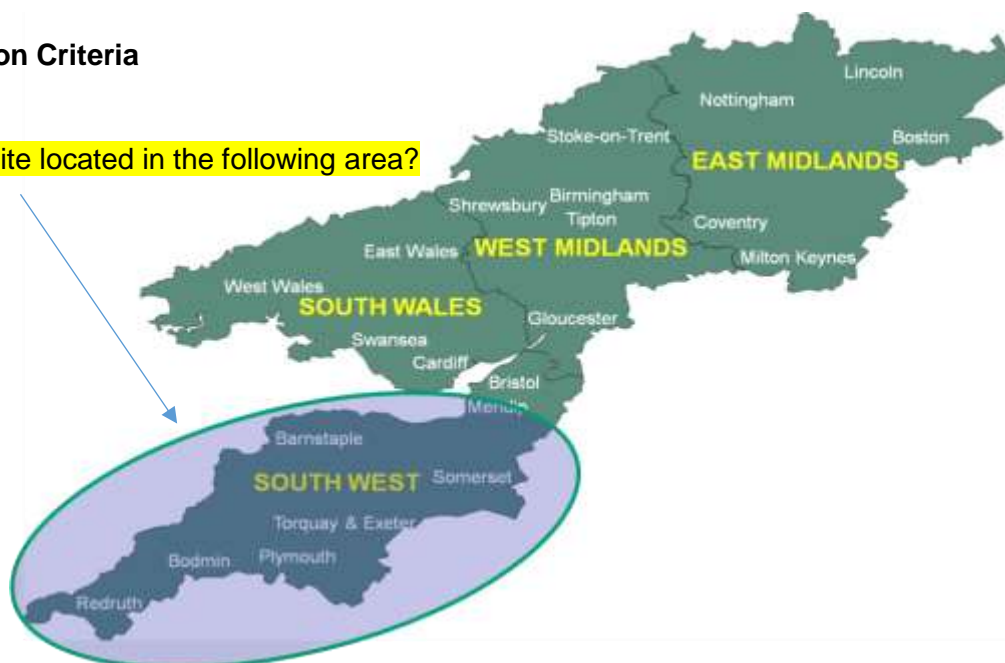 on Criteria
ite located in the following area?
Lincoln
Nottingham
Stoke-on-Trent
Boston
EAST MIDLANDS
Shrewsbury
Birmingham
Tipton
Coventry
East Wales
WEST MIDLANDS
Milton Keynes
West Wales
SOUTH WALES
Gloucester
Swansea
Cardiff
Bristol
Mendip
Barnstaple
SOUTH WEST
Somerset
Torquay & Exeter
Bodmin
Plymouth
Redruth